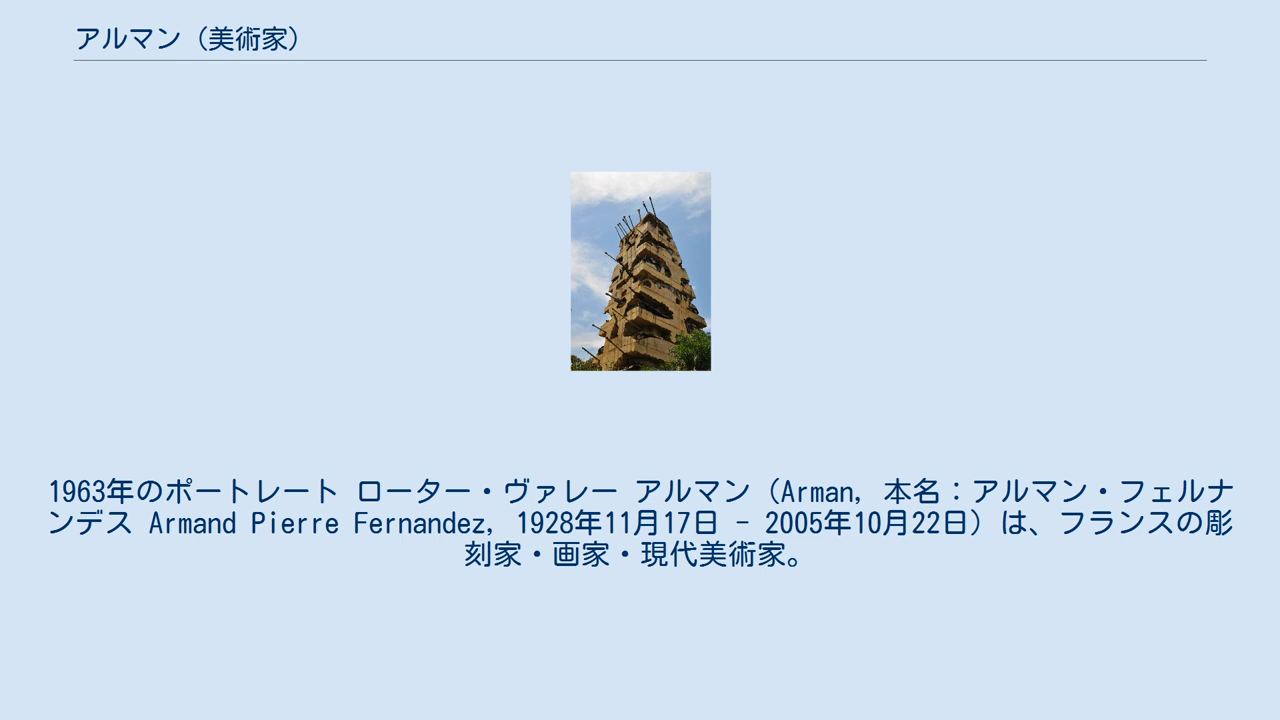 アルマン（美術家）
1963年のポートレート ローター・ヴァレー アルマン（Arman, 本名：アルマン・フェルナ
ンデス Armand Pierre Fernandez, 1928年11月17日 - 2005年10月22日）は、フランスの彫
刻家・画家・現代美術家。